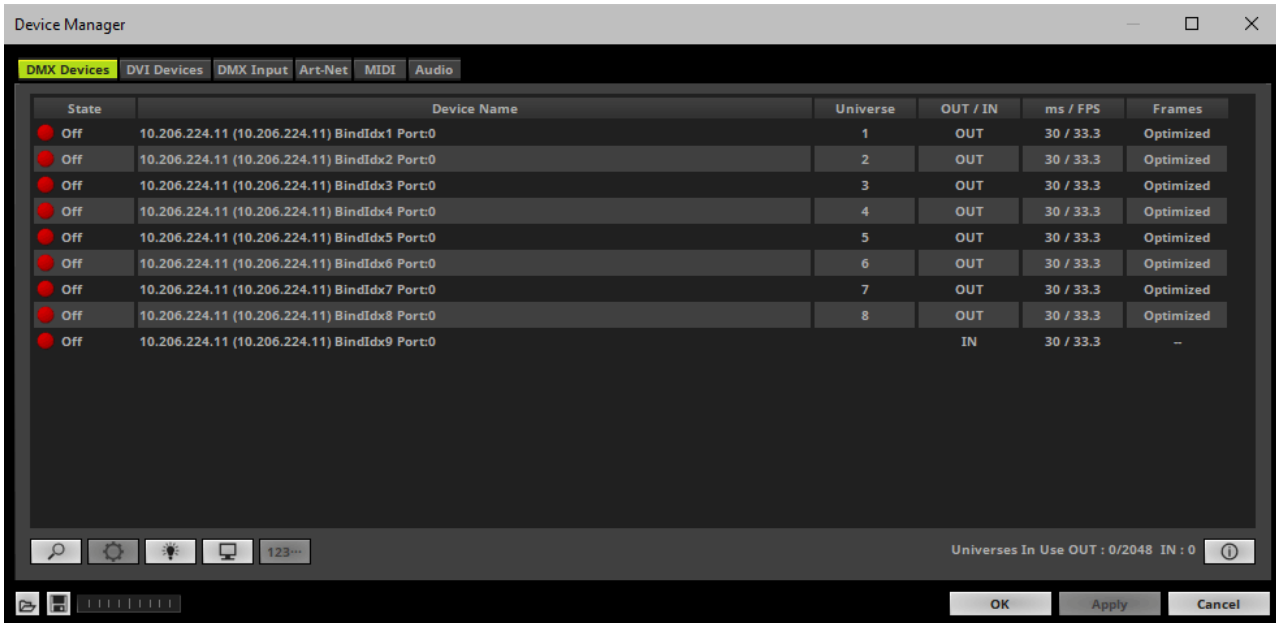 Device Manager
DMX Devices DVI Devices DMX Input Art-Net MIDI Audio
State Device Name Universe OUT / IN ms / FPS Frames
Off 10.206.224.11 (10.206.224.11) BindIdx1 Port:0 1 OUT 30 / 33.3 Optimized
Off 10.206.224.11 (10.206.224.11) BindIdx2 Port:0 2 OUT 30 / 33.3 Optimized
Off 10.206.224.11 (10.206.224.11) BindIdx3 Port:0 3 OUT 30 / 33.3 Optimized
Off 10.206.224.11 (10.206.224.11) BindIdx4 Port:0 4 OUT 30 / 33.3 Optimized
Off 10.206.224.11 (10.206.224.11) BindIdx5 Port:0 5 OUT 30 / 33.3 Optimized
Off 10.206.224.11 (10.206.224.11) BindIdx6 Port:0 6 OUT 30 / 33.3 Optimized
Off 10.206.224.11 (10.206.224.11) BindIdx7 Port:0 7 OUT 30 / 33.3 Optimized
Off 10.206.224.11 (10.206.224.11) BindIdx8 Port:0 8 OUT 30 / 33.3 Optimized
Off 10.206.224.11 (10.206.224.11) BindIdx9 Port:0 IN 30 / 33.3 --
123... Universes In Use OUT : 0/2048 IN : 0
OK Apply Cancel